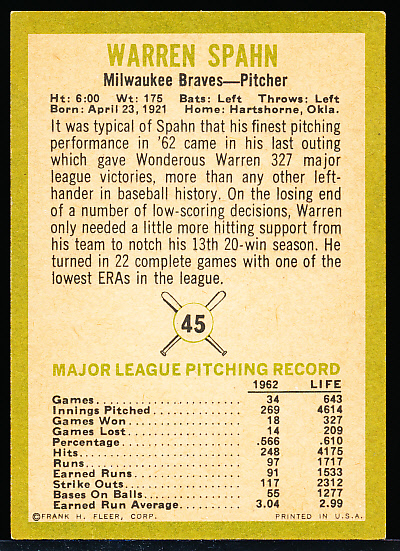 WARREN SPAHN
Milwaukee Braves—Pitcher
Ht: 6:00 Wt: 175 Bats: Left Throws: Left
Born: April 23, 1921 Home: Hartshorne, Okla.
It was typical of Spahn that his finest pitching
performance in '62 came in his last outing
which gave Wonderous Warren 327 major
league victories, more than any other left-
hander in baseball history. On the losing end
of a number of low-scoring decisions, Warren
only needed a little more hitting support from
his team to notch his 13th 20-win season. He
turned in 22 complete games with one of the
lowest ERAs in the league.
45
MAJOR LEAGUE PITCHING RECORD
1962 LIFE
Games 34 643
Innings Pitched 269 4614
Games Won 18 327
Games Lost 14 209
Percentage .566 .610
Hits 248 4175
Runs 97 1717
Earned Runs 91 1533
Strike Outs 117 2312
Bases On Balls 55 1277
Earned Run Average 3.04 2.99
©FRANK H. FLEER, CORP. PRINTED IN U.S.A.